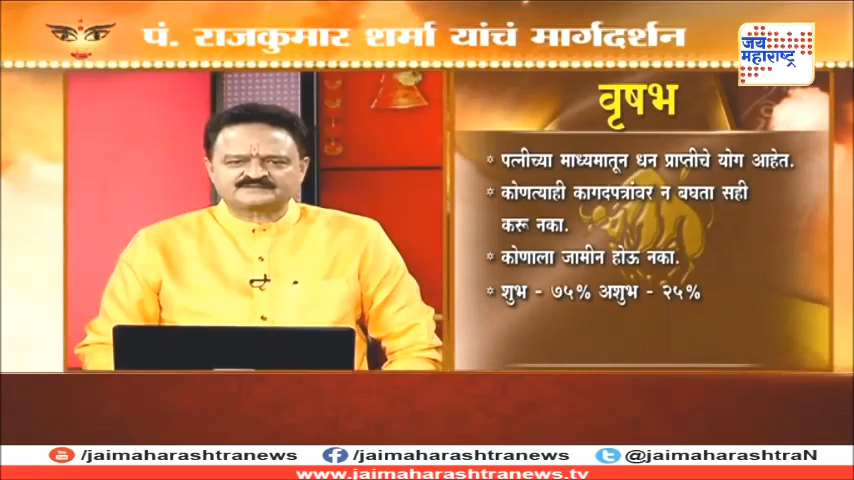 पं. राजकुमार शर्मा यांचं मार्गदर्शन
जय
महाराष्ट्र
वृषभ
पत्नीच्या माध्यमातून धन प्राप्तीचे योग आहेत.
कोणत्याही कागदपत्रांवर न बघता सही
करू नका.
कोणाला जामीन होऊ नका.
शुभ - ७५% अशुभ - २५%
/jaimaharashtranews /jaimaharashtranews @jaimaharashtraN
www.jaimaharashtranews.tv